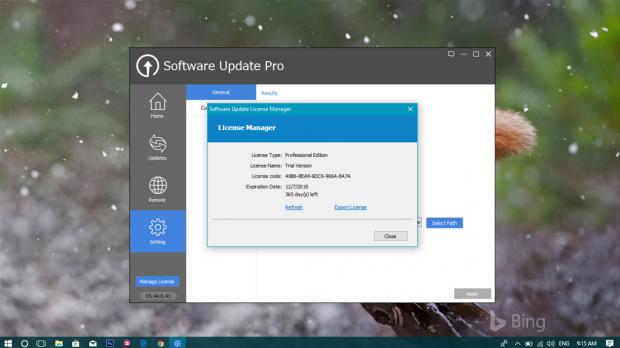 Software Update Pro
General
Results
Home
Updates
Remote
Setting
Manage License
V5.44.0.41
Software Update License Manager
License Manager
License Type: Professional Edition
License Name: Trial Version
License code: A9B6-8EA9-6DC6-966A-8A7A
Expiration Date: 12/7/2018
365 day(s) left
Refresh
Export License
Close
Select Path
Apply
Bing
ENG
9:15 AM